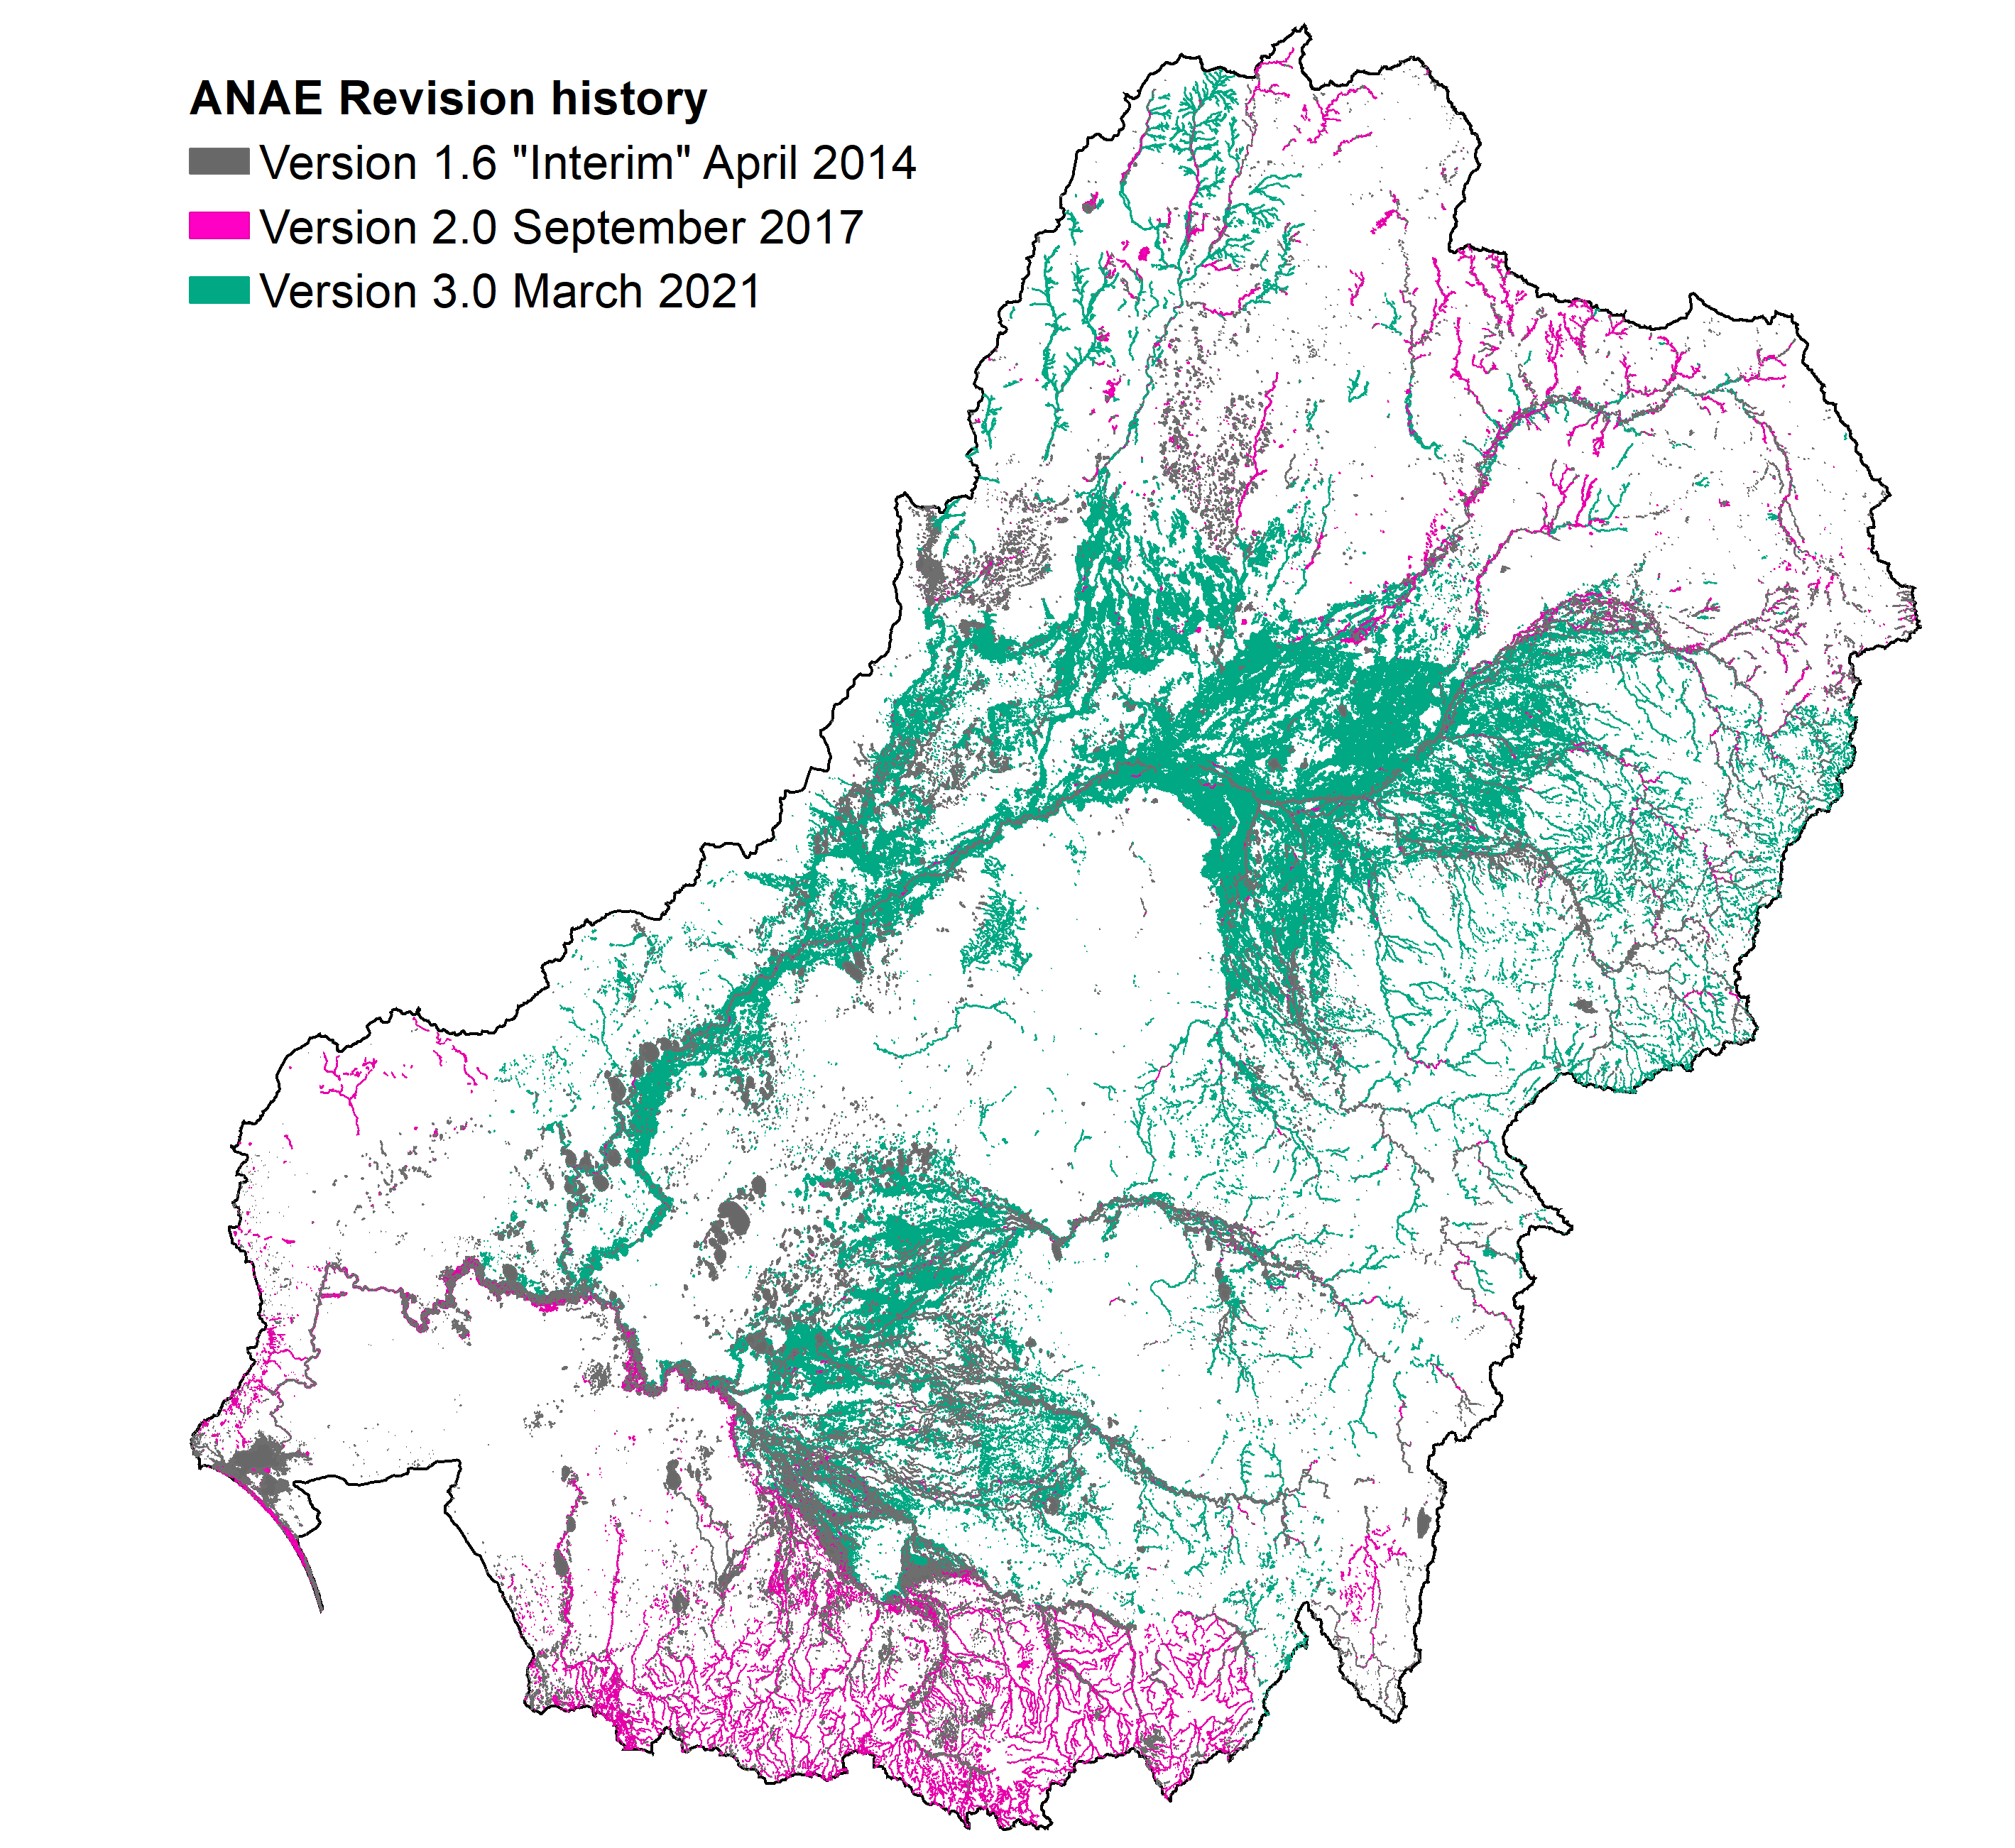 ANAE Revision history
Version 1.6 "Interim" April 2014
Version 2.0 September 2017
Version 3.0 March 2021